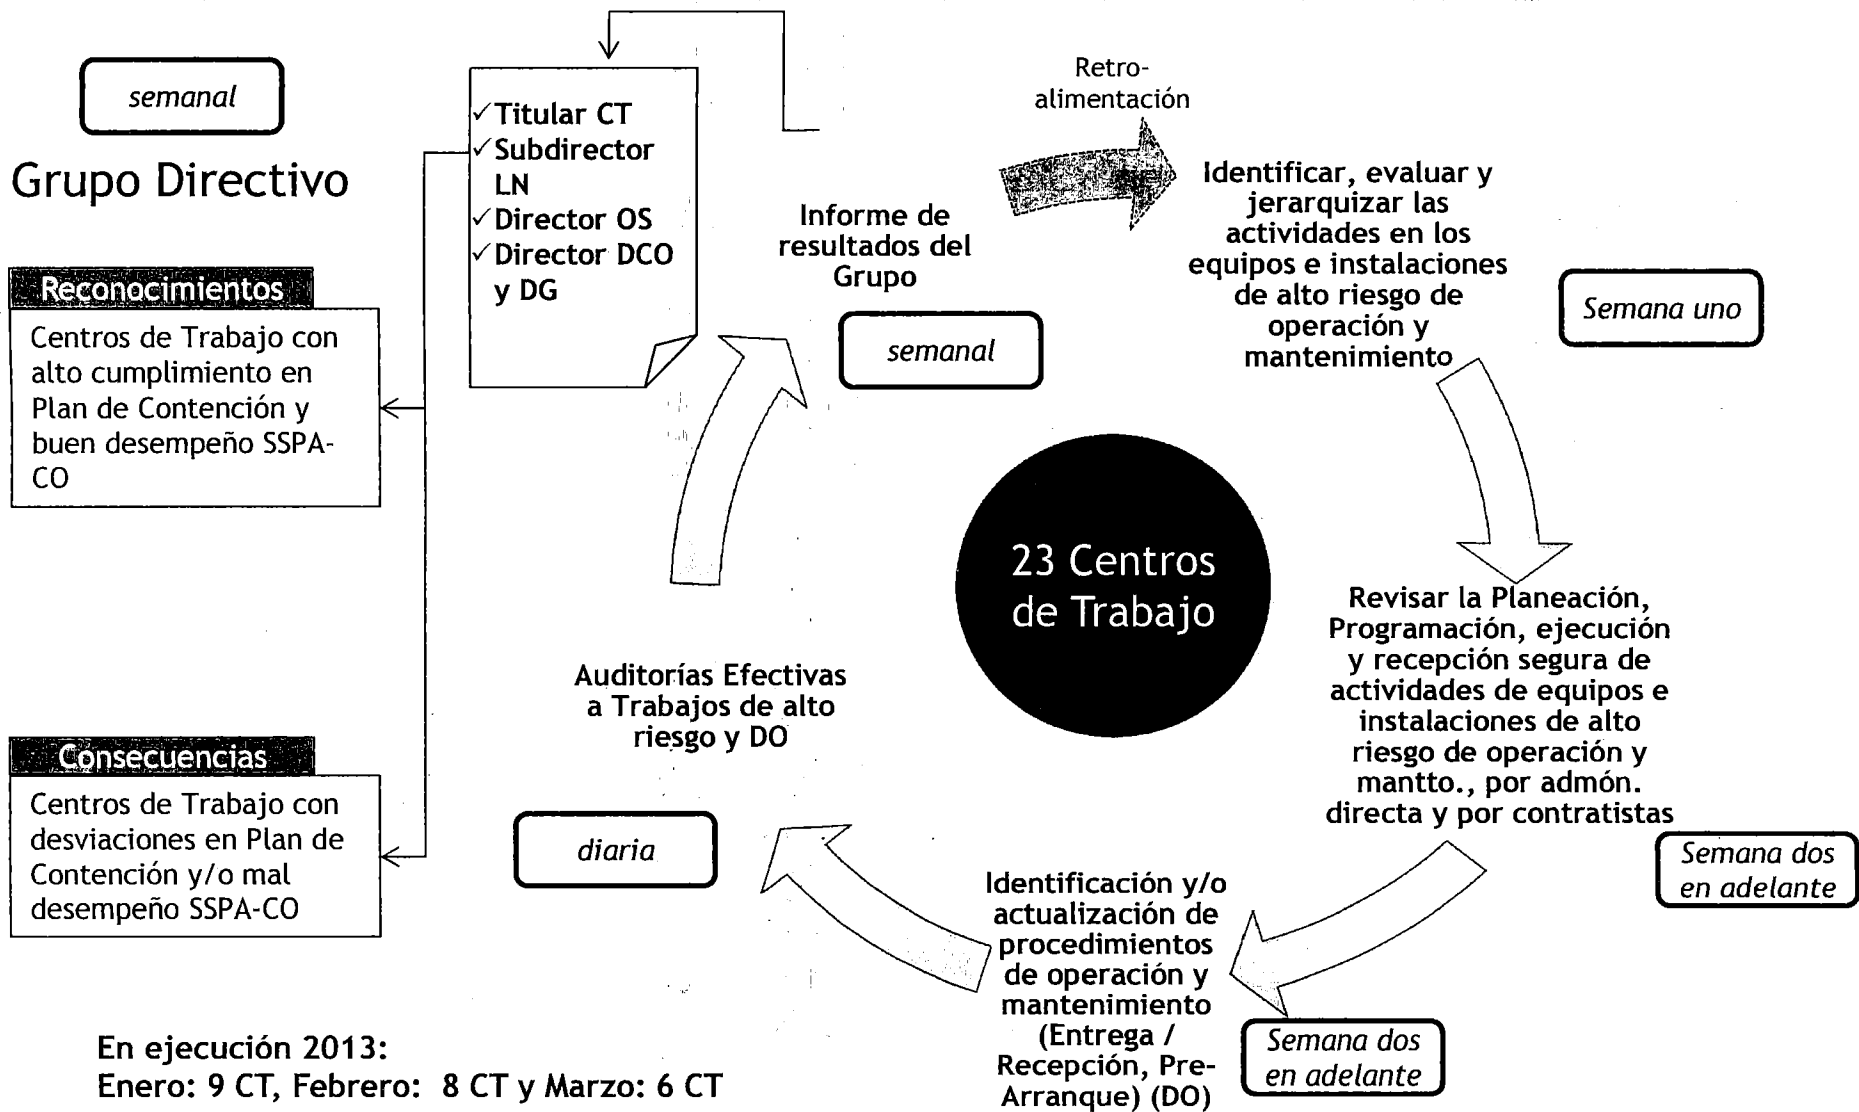 semanal
Grupo Directivo
✓Titular CT
✓Subdirector
LN
✓Director OS
✓Director DCO
y DG
Reconocimientos
Centros de Trabajo con
alto cumplimiento en
Plan de Contención y
buen desempeño SSPA-
CO
Consecuencias
Centros de Trabajo con
desviaciones en Plan de
Contención y/o mal
desempeño SSPA-CO
Informe de
resultados del
Grupo
semanal
Retro-
alimentación
Identificar, evaluar y
jerarquizar las
actividades en los
equipos e instalaciones
de alto riesgo de
operación y
mantenimiento
Semana uno
23 Centros
de Trabajo
Revisar la Planeación,
Programación, ejecución
y recepción segura de
actividades de equipos e
instalaciones de alto
riesgo de operación y
mantto., por admón.
directa y por contratistas
Semana dos
en adelante
Identificación y/o
actualización de
procedimientos
de operación y
mantenimiento
(Entrega /
Recepción, Pre-
Arranque) (DO)
Semana dos
en adelante
Auditorías Efectivas
a Trabajos de alto
riesgo y DO
diaria
En ejecución 2013:
Enero: 9 CT, Febrero: 8 CT y Marzo: 6 CT